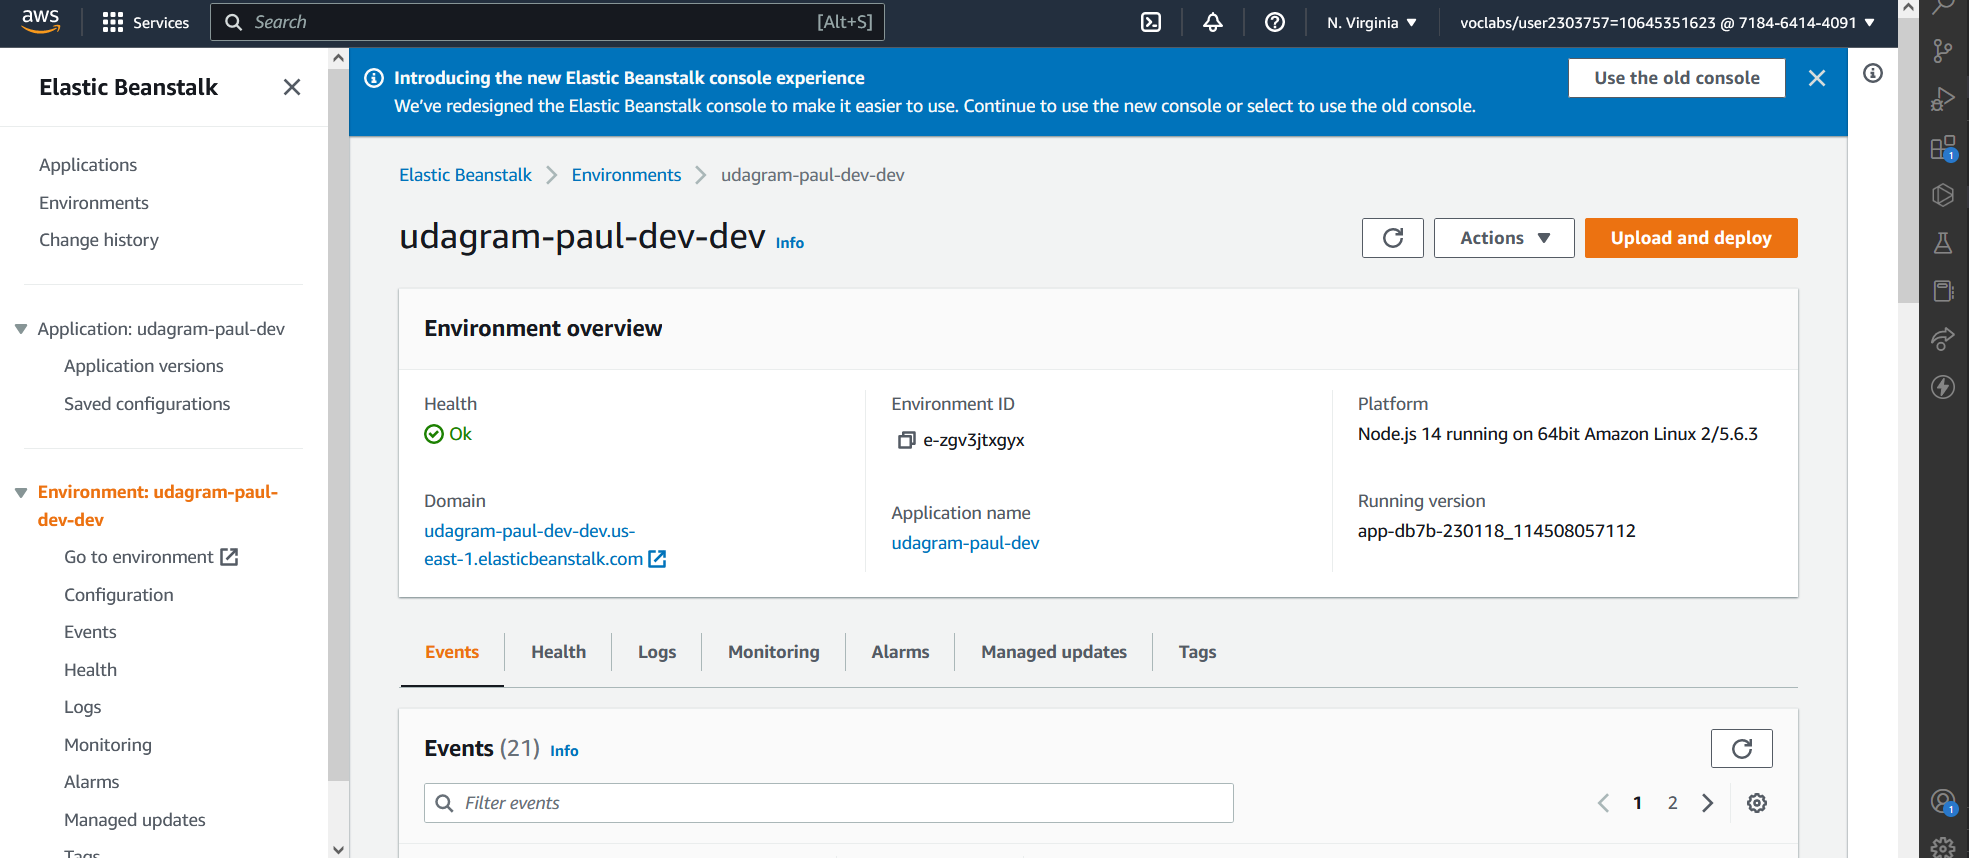 aws
Services
Search
[Alt+S]
N. Virginia
voclabs/user2303757=10645351623 @ 7184-6414-4091
Elastic Beanstalk
Applications
Environments
Change history
Application: udagram-paul-dev
Application versions
Saved configurations
Environment: udagram-paul-
dev-dev
Go to environment
Configuration
Events
Health
Logs
Monitoring
Alarms
Managed updates
Tags
Introducing the new Elastic Beanstalk console experience
We've redesigned the Elastic Beanstalk console to make it easier to use. Continue to use the new console or select to use the old console.
Use the old console
Elastic Beanstalk
Environments
udagram-paul-dev-dev
udagram-paul-dev-dev Info
Actions
Upload and deploy
Environment overview
Health
Ok
Domain
udagram-paul-dev-dev.us-
east-1.elasticbeanstalk.com
Environment ID
e-zgv3jtxgyx
Application name
udagram-paul-dev
Platform
Node.js 14 running on 64bit Amazon Linux 2/5.6.3
Running version
app-db7b-230118_114508057112
Events
Health
Logs
Monitoring
Alarms
Managed updates
Tags
Events (21) Info
Filter events
1
2
1
1